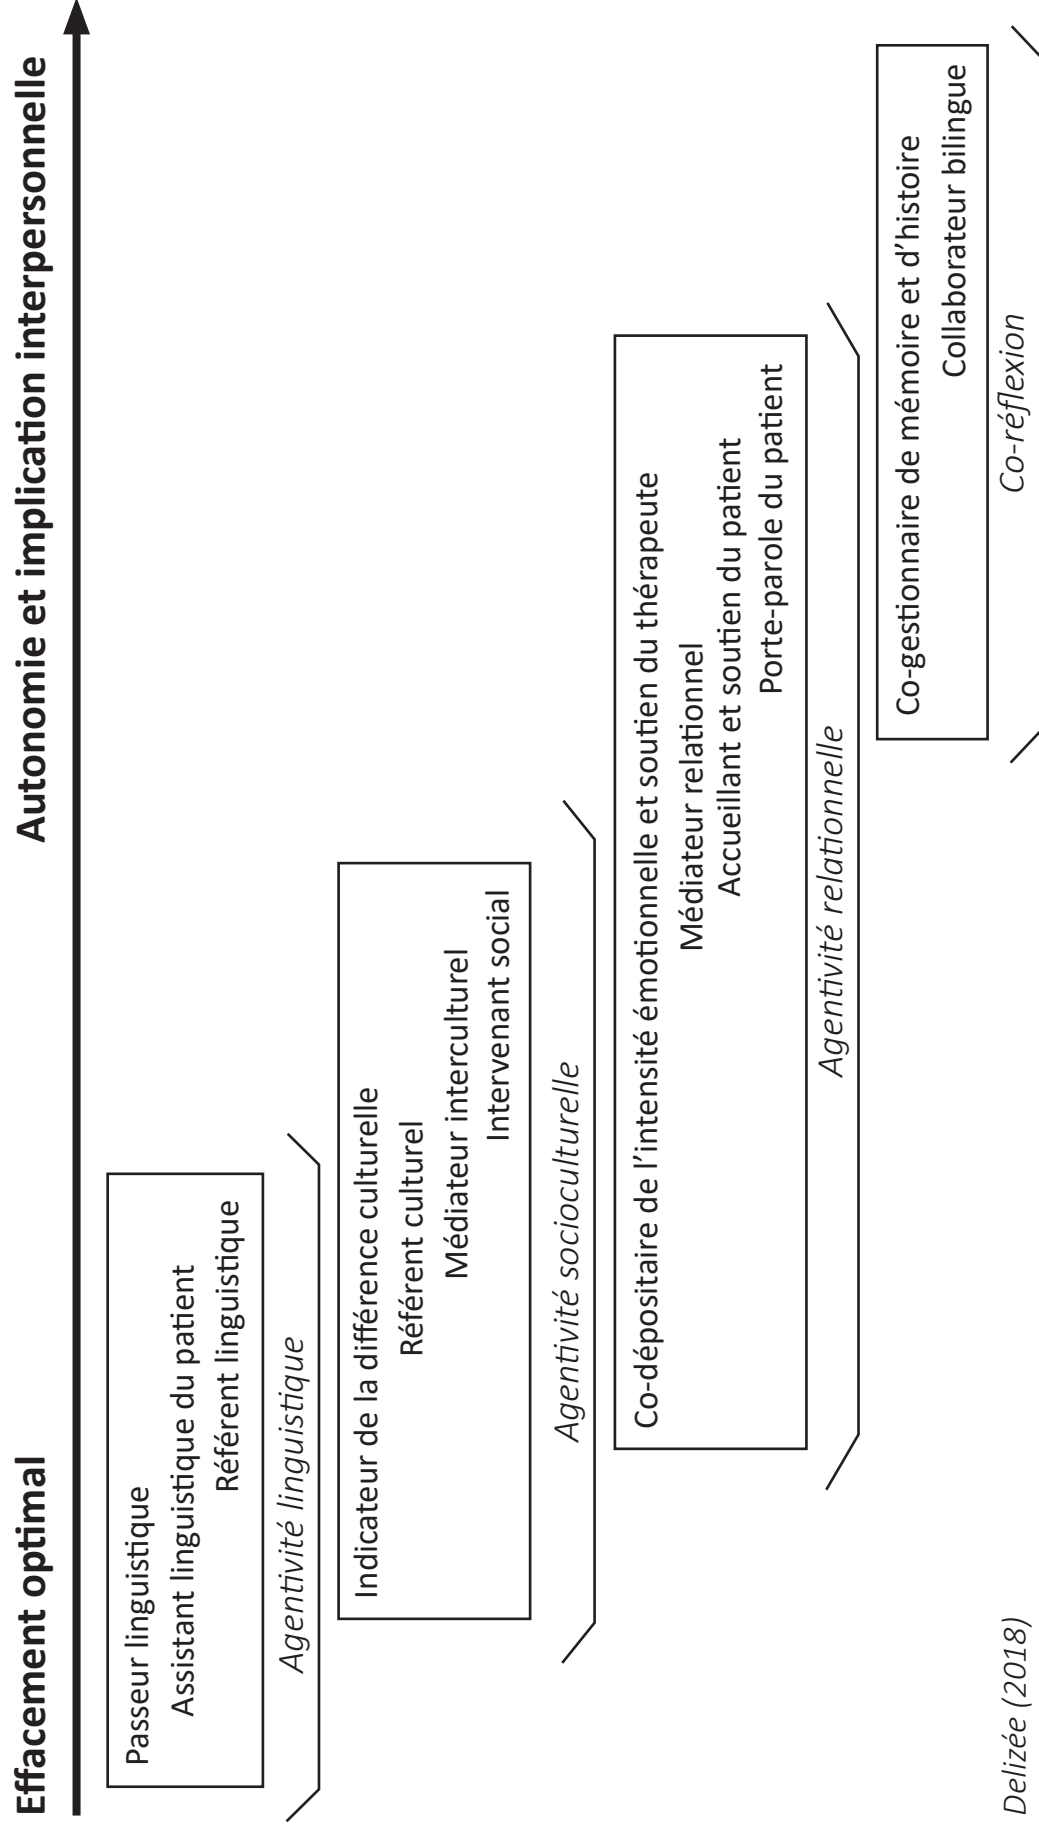 Effacement optimal
Autonomie et implication interpersonnelle
Passeur linguistique
Assistant linguistique du patient
Référent linguistique
Agentivité linguistique
Indicateur de la différence culturelle
Référent culturel
Médiateur interculturel
Intervenant social
Agentivité socioculturelle
Co-dépositaire de l'intensité émotionnelle et soutien du thérapeute
Médiateur relationnel
Accueillant et soutien du patient
Porte-parole du patient
Agentivité relationnelle
Co-gestionnaire de mémoire et d'histoire
Collaborateur bilingue
Co-réflexion
Delizée (2018)